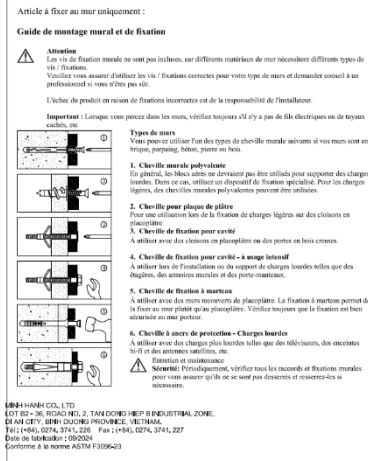 Article à fixer au mur uniquement :
Guide de montage mural et de fixation
Attention
Les vis de fixation murale ne sont pas incluses, car différents matériaux de mur nécessitent différents types de
vis / fixations.
Veuillez vous assurer d'utiliser les vis / fixations correctes pour votre type de murs et demander conseil à un
professionnel si vous n'êtes pas sûr.
L'échec du produit en raison de fixations incorrectes est de la responsabilité de l'installateur.
Important : Lorsque vous percez dans les murs, vérifiez toujours s'il n'y a pas de fils électriques ou de tuyaux
cachés, etc
Types de murs
Vous pouvez utiliser l'un des types de cheville murale suivants si vos murs sont en
brique, parpaing, béton, pierre ou bois.
1. Cheville murale polyvalente
En général, les blocs aérés ne devraient pas être utilisés pour supporter des charges
lourdes. Dans ce cas, utilisez un dispositif de fixation spécialisé. Pour les charges
légères, des chevilles murales polyvalentes peuvent être utilisées.
2. Cheville pour plaque de plâtre
Pour une utilisation lors de la fixation de charges légères sur des cloisons en
placoplâtre
3. Cheville de fixation pour cavité
À utiliser avec des cloisons en placoplâtre ou des portes en bois creuses.
4. Cheville de fixation pour cavité - à usage intensif
À utiliser lors de l'installation ou du support de charges lourdes telles que des
étagères, des armoires murales et des porte-manteaux.
5. Cheville de fixation à marteau
À utiliser avec des murs recouverts de placoplâtre. La fixation à marteau permet de
la fixer au mur plutôt qu'au placoplâtre. Vérifiez toujours que la fixation est bien
sécurisée au mur porteur.
6. Cheville à ancre de protection - Charges lourdes
À utiliser avec des charges plus lourdes telles que des téléviseurs, des enceintes
hi-fi et des antennes satellites, etc.
Entretien et maintenance
Sécurité: Périodiquement, vérifiez tous les raccords et fixations murales
pour vous assurer qu'ils ne se sont pas desserrés et resserrez-les si
nécessaire.
1
2
3
4
5
6
MINH HANH CO., LTD
LOT B2 - 36, ROAD NO. 2, TAN DONG HIEP B INDUSTRIAL ZONE,
DI AN CITY, BINH DUONG PROVINCE, VIETNAM.
Tél : (+84). 0274. 3741. 226 Fax : (+84). 0274. 3741. 227
Date de fabrication : 09/2024
Conforme à la norme ASTM F3096-23